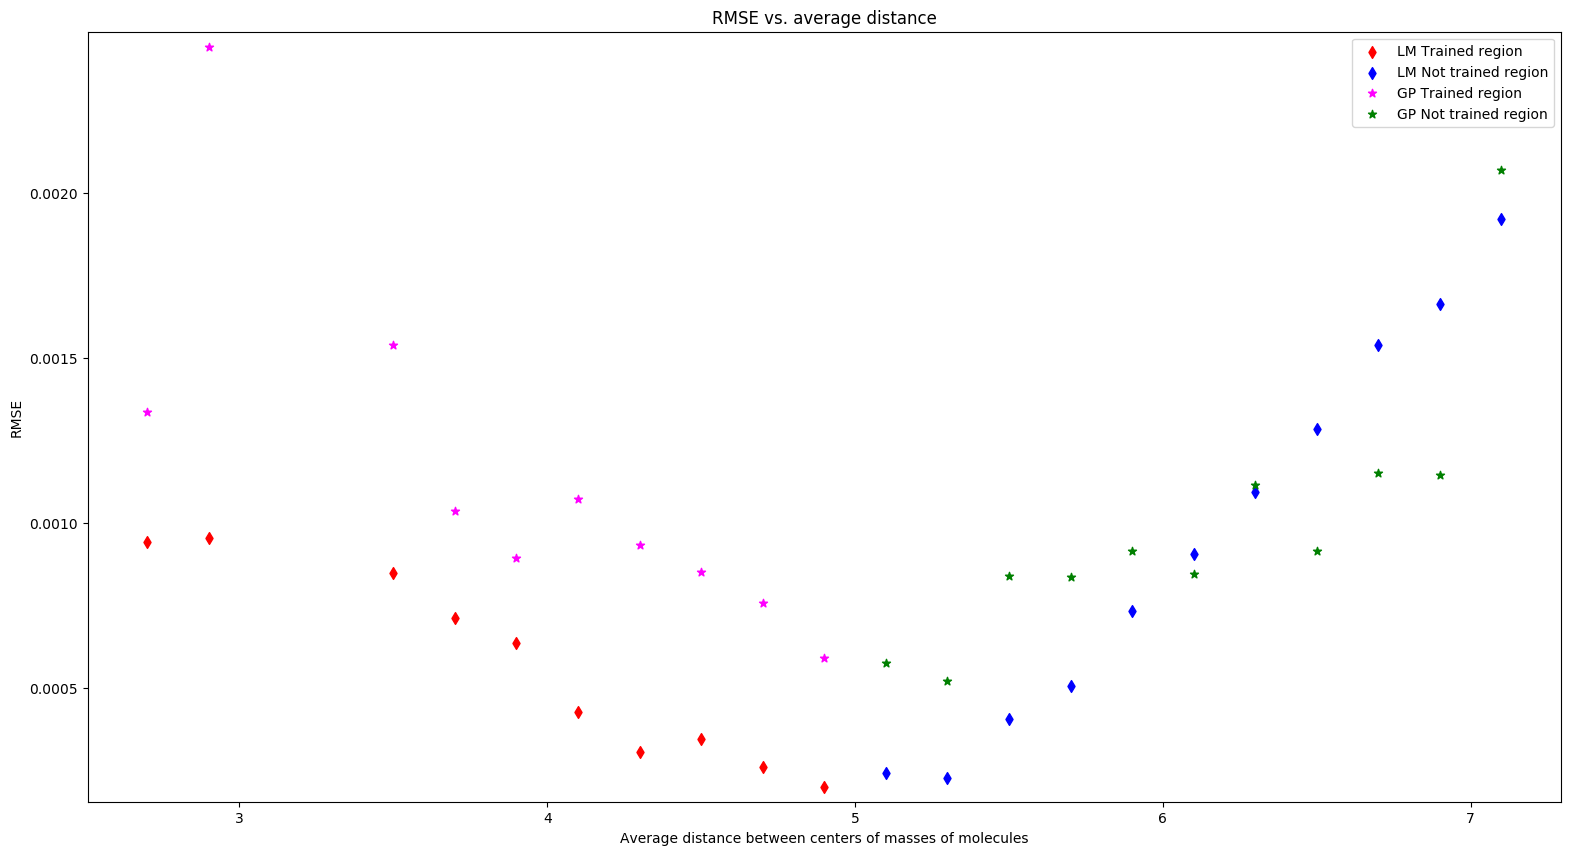 RMSE vs. average distance
LM Trained region
LM Not trained region
GP Trained region
GP Not trained region
0.0020
0.0015
0.0010
0.0005
RMSE
3
4
5
6
7
Average distance between centers of masses of molecules